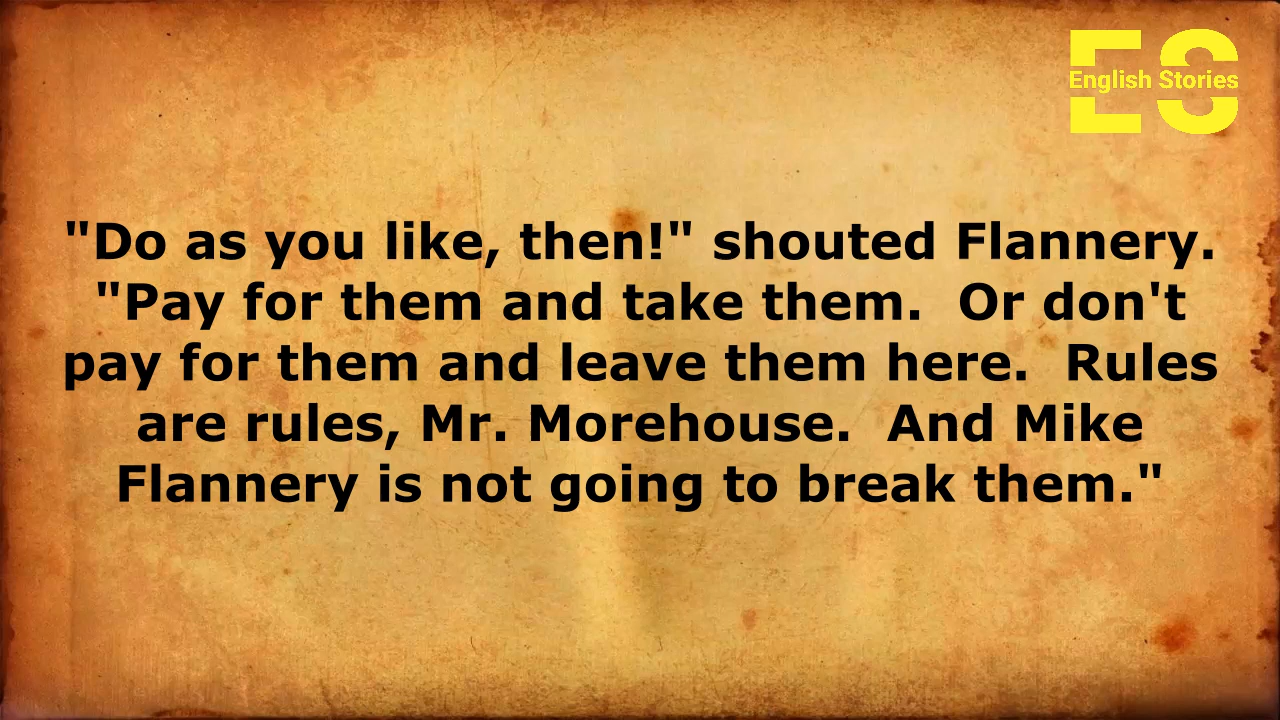 ES
English Stories
"Do as you like, then!" shouted Flannery.
"Pay for them and take them.  Or don't
pay for them and leave them here.  Rules
are rules, Mr. Morehouse.  And Mike
Flannery is not going to break them."